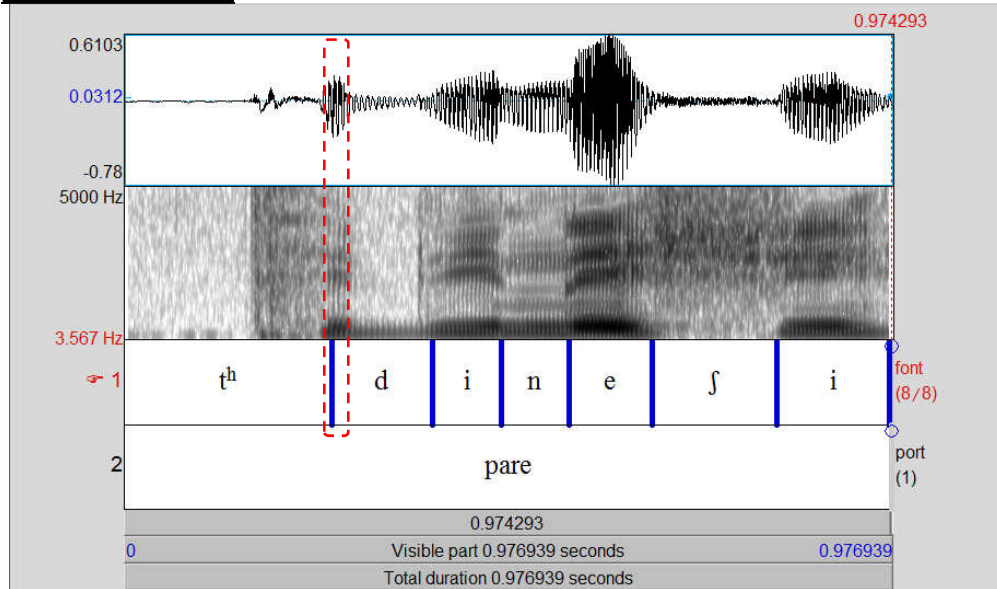 0.974293
0.6103
0.0312
-0.78
5000 Hz
3.567 Hz
☞ 1 tʰ d i n e ʃ i font (8/8)
2 pare port (1)
0.974293
0 Visible part 0.976939 seconds 0.976939
Total duration 0.976939 seconds